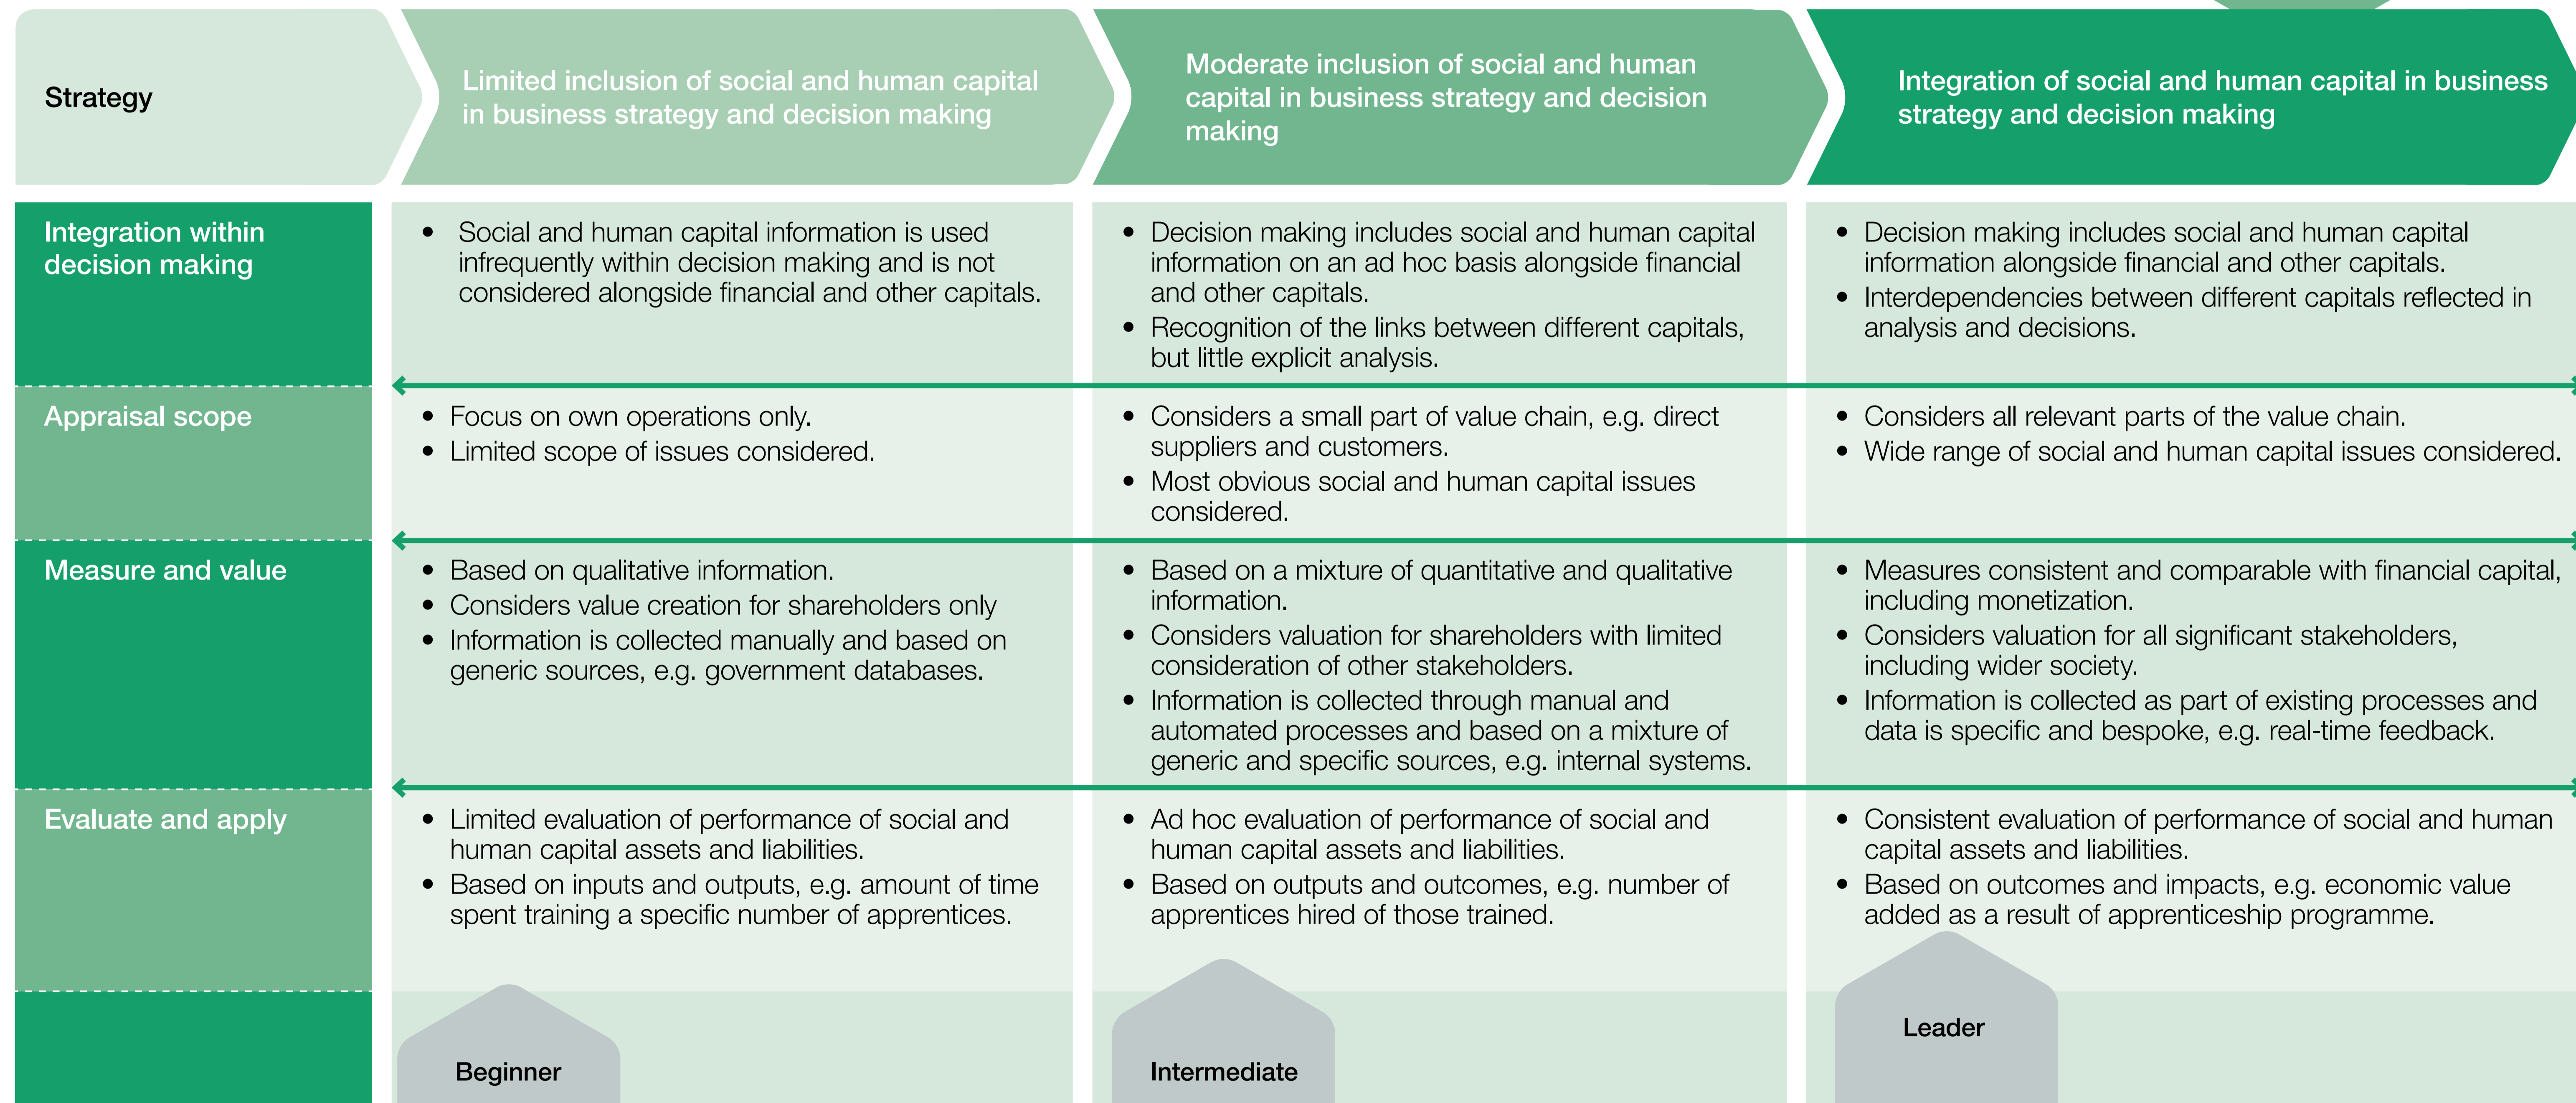 Strategy
Limited inclusion of social and human capital
in business strategy and decision making
Moderate inclusion of social and human
capital in business strategy and decision
making
Integration of social and human capital in business
strategy and decision making
Integration within
decision making
• Social and human capital information is used
infrequently within decision making and is not
considered alongside financial and other capitals.
• Decision making includes social and human capital
information on an ad hoc basis alongside financial
and other capitals.
• Recognition of the links between different capitals,
but little explicit analysis.
• Decision making includes social and human capital
information alongside financial and other capitals.
• Interdependencies between different capitals reflected in
analysis and decisions.
Appraisal scope
• Focus on own operations only.
• Limited scope of issues considered.
• Considers a small part of value chain, e.g. direct
suppliers and customers.
• Most obvious social and human capital issues
considered.
• Considers all relevant parts of the value chain.
• Wide range of social and human capital issues considered.
Measure and value
• Based on qualitative information.
• Considers value creation for shareholders only
• Information is collected manually and based on
generic sources, e.g. government databases.
• Based on a mixture of quantitative and qualitative
information.
• Considers valuation for shareholders with limited
consideration of other stakeholders.
• Information is collected through manual and
automated processes and based on a mixture of
generic and specific sources, e.g. internal systems.
• Measures consistent and comparable with financial capital,
including monetization.
• Considers valuation for all significant stakeholders,
including wider society.
• Information is collected as part of existing processes and
data is specific and bespoke, e.g. real-time feedback.
Evaluate and apply
• Limited evaluation of performance of social and
human capital assets and liabilities.
• Based on inputs and outputs, e.g. amount of time
spent training a specific number of apprentices.
• Ad hoc evaluation of performance of social and
human capital assets and liabilities.
• Based on outputs and outcomes, e.g. number of
apprentices hired of those trained.
• Consistent evaluation of performance of social and human
capital assets and liabilities.
• Based on outcomes and impacts, e.g. economic value
added as a result of apprenticeship programme.
Beginner
Intermediate
Leader